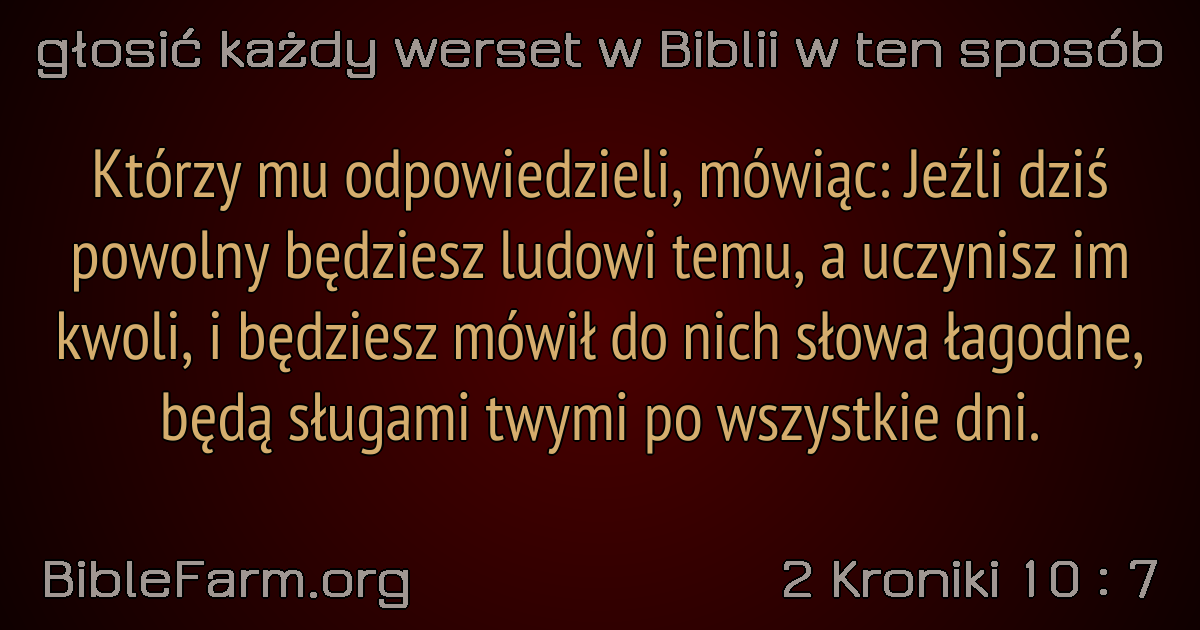 głosić każdy werset w Biblii w ten sposób
Którzy mu odpowiedzieli, mówiąc: Jeźli dziś
powolny będziesz ludowi temu, a uczynisz im
kwoli, i będziesz mówił do nich słowa łagodne,
będą sługami twymi po wszystkie dni.
BibleFarm.org
2 Kroniki 10 : 7